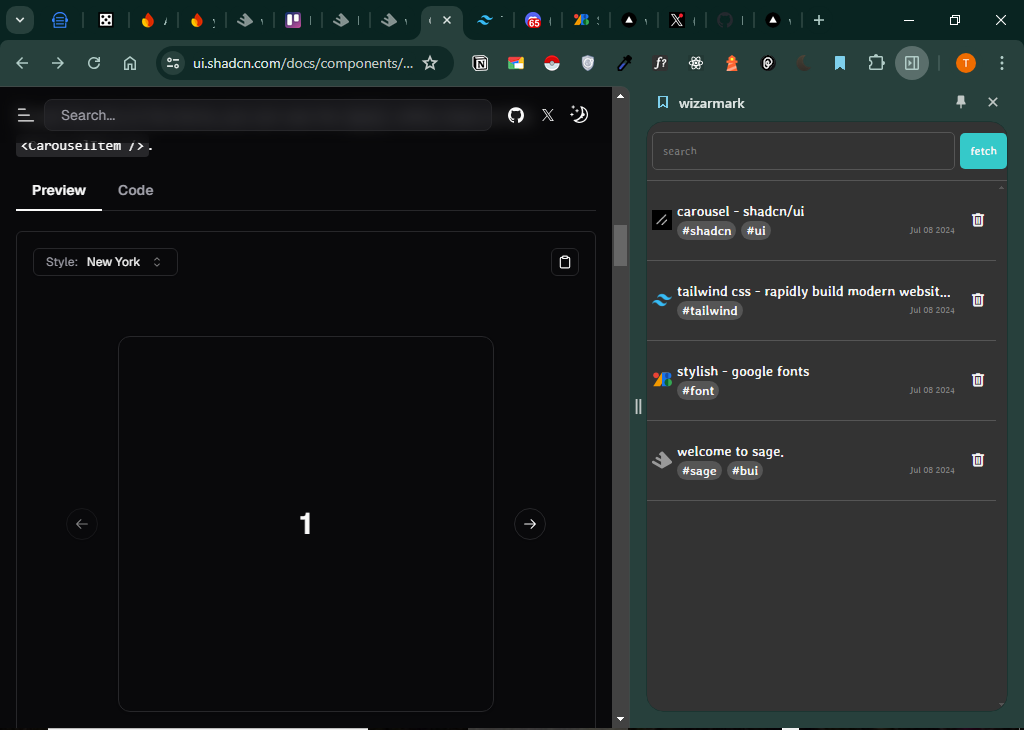 65
ui.shadcn.com/docs/components/...
f?
T
Search...
<CarouselItem />.
Preview
Code
Style: New York
1
wizarmark
search
fetch
carousel - shadcn/ui
#shadcn #ui
Jul 08 2024
tailwind css - rapidly build modern websit...
#tailwind
Jul 08 2024
stylish - google fonts
#font
Jul 08 2024
welcome to sage.
#sage #bui
Jul 08 2024